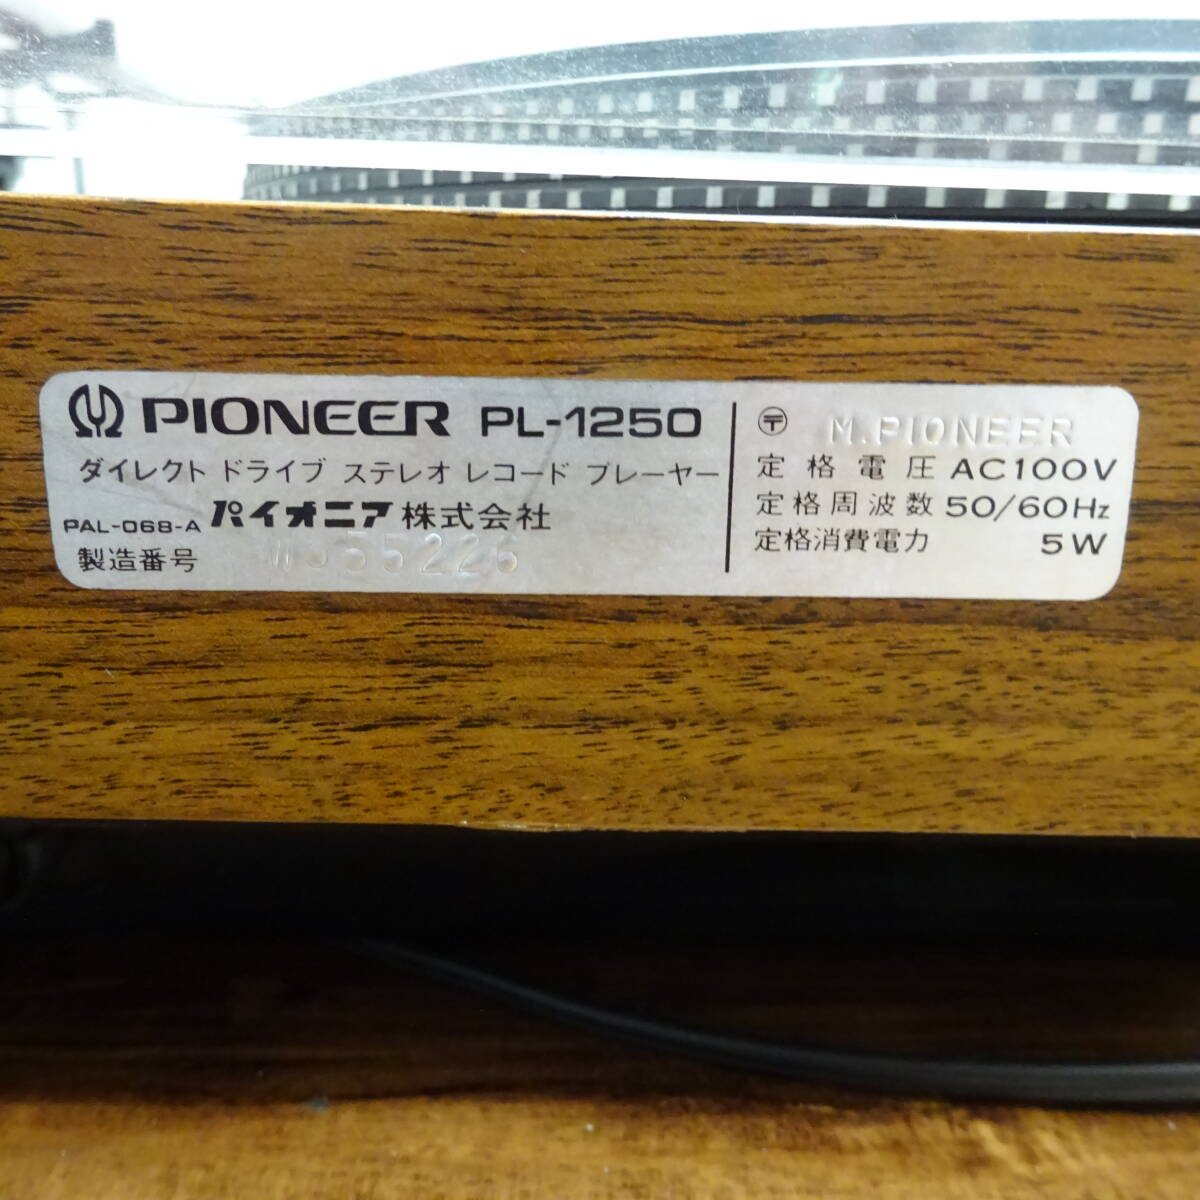 PIONEER PL-1250
ダイレクト ドライブ ステレオ レコード プレーヤー
PAL-068-A パイオニア株式会社
製造番号
〒 M.PIONEER
定格電圧 AC100V
定格周波数 50/60Hz
定格消費電力 5W